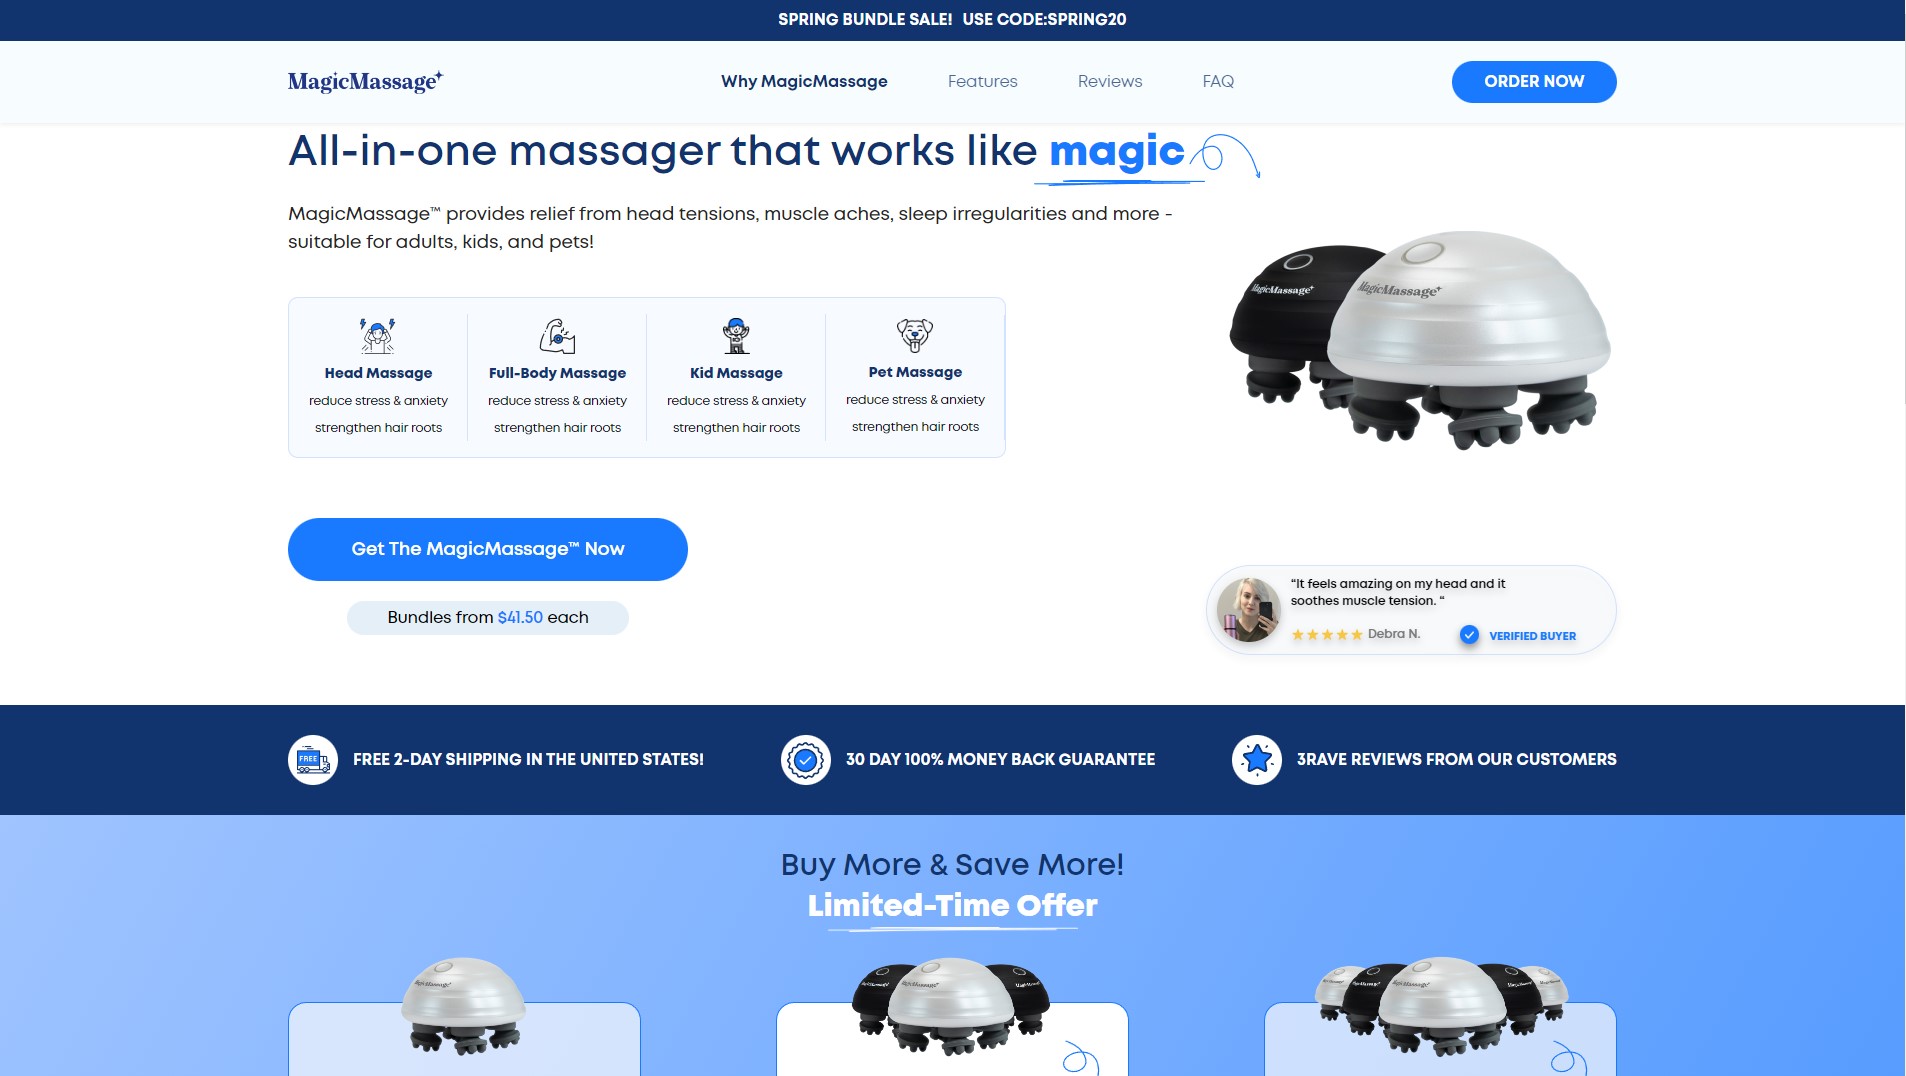 SPRING BUNDLE SALE! USE CODE:SPRING20
MagicMassage
Why MagicMassage
Features
Reviews
FAQ
ORDER NOW
All-in-one massager that works like magic
MagicMassage™ provides relief from head tensions, muscle aches, sleep irregularities and more -
suitable for adults, kids, and pets!
MagicMassage
MagicMassage
Head Massage
reduce stress & anxiety
strengthen hair roots
Full-Body Massage
reduce stress & anxiety
strengthen hair roots
Kid Massage
reduce stress & anxiety
strengthen hair roots
Pet Massage
reduce stress & anxiety
strengthen hair roots
Get The MagicMassage™ Now
Bundles from $41.50 each
“It feels amazing on my head and it
soothes muscle tension. “
Debra N.
VERIFIED BUYER
FREE
FREE 2-DAY SHIPPING IN THE UNITED STATES!
30 DAY 100% MONEY BACK GUARANTEE
3RAVE REVIEWS FROM OUR CUSTOMERS
Buy More & Save More!
Limited-Time Offer